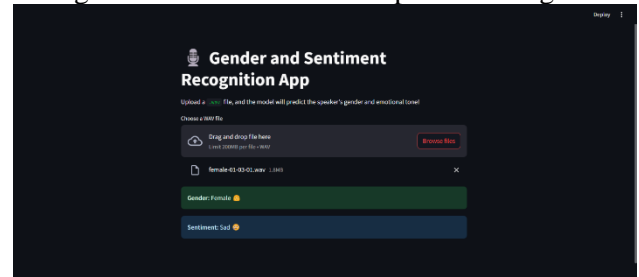 Deploy
Gender and Sentiment
Recognition App
Upload a .wav file, and the model will predict the speaker's gender and emotional tone!
Choose a WAV file
Drag and drop file here
Limit 200MB per file • WAV
Browse files
female-01-03-01.wav 1.8MB
Gender: Female
Sentiment: Sad